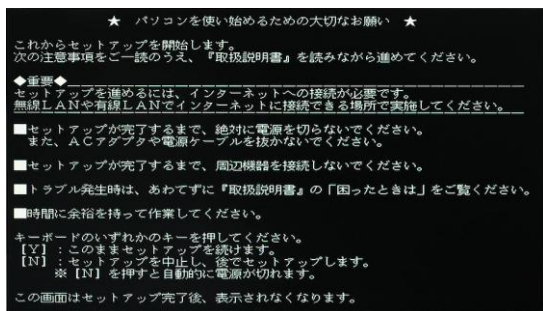 ★ パソコンを使い始めるための大切なお願い ★
これからセットアップを開始します。
次の注意事項をご一読のうえ、『取扱説明書』を読みながら進めてください。
◆重要◆
セットアップを進めるには、インターネットへの接続が必要です。
無線ＬＡＮや有線ＬＡＮでインターネットに接続できる場所で実施してください。
■セットアップが完了するまで、絶対に電源を切らないでください。
また、ＡＣアダプタや電源ケーブルを抜かないでください。
■セットアップが完了するまで、周辺機器を接続しないでください。
■トラブル発生時は、あわてずに『取扱説明書』の「困ったときは」をご覧ください。
■時間に余裕を持って作業してください。
キーボードのいずれかのキーを押してください。
［Ｙ］：このままセットアップを続けます。
［Ｎ］：セットアップを中止し、後でセットアップします。
※［Ｎ］を押すと自動的に電源が切れます。
この画面はセットアップ完了後、表示されなくなります。